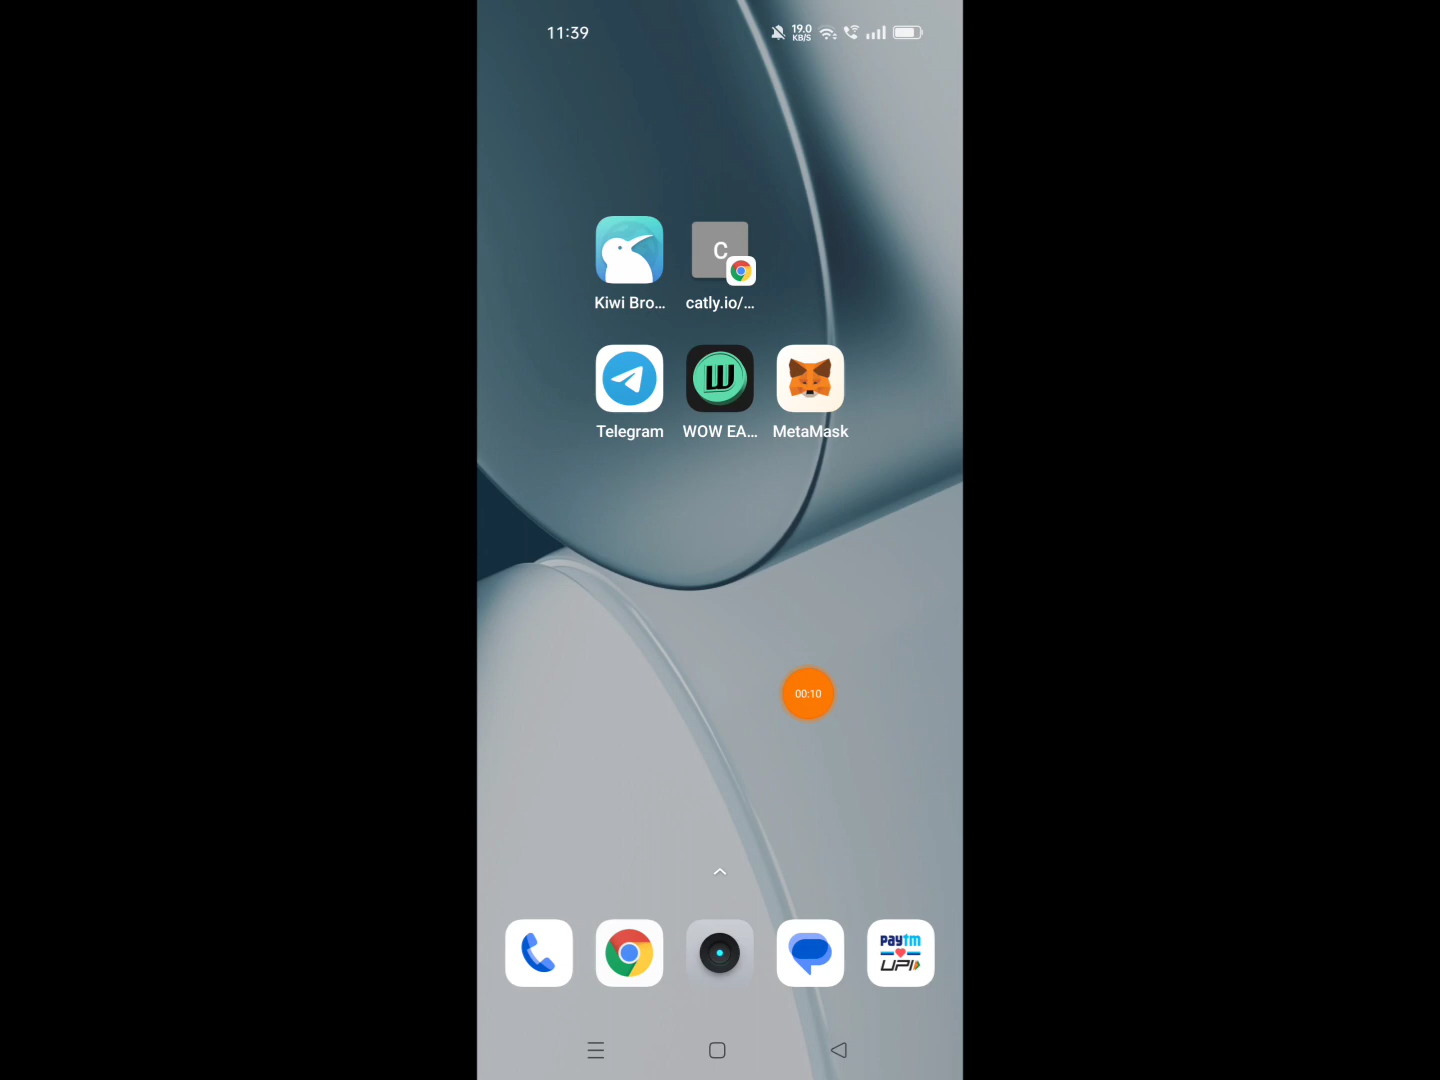 11:39
19.0
KB/S
C
Kiwi Bro...
catly.io/...
W
Telegram
WOW EA...
MetaMask
00:10
paytm
UPI